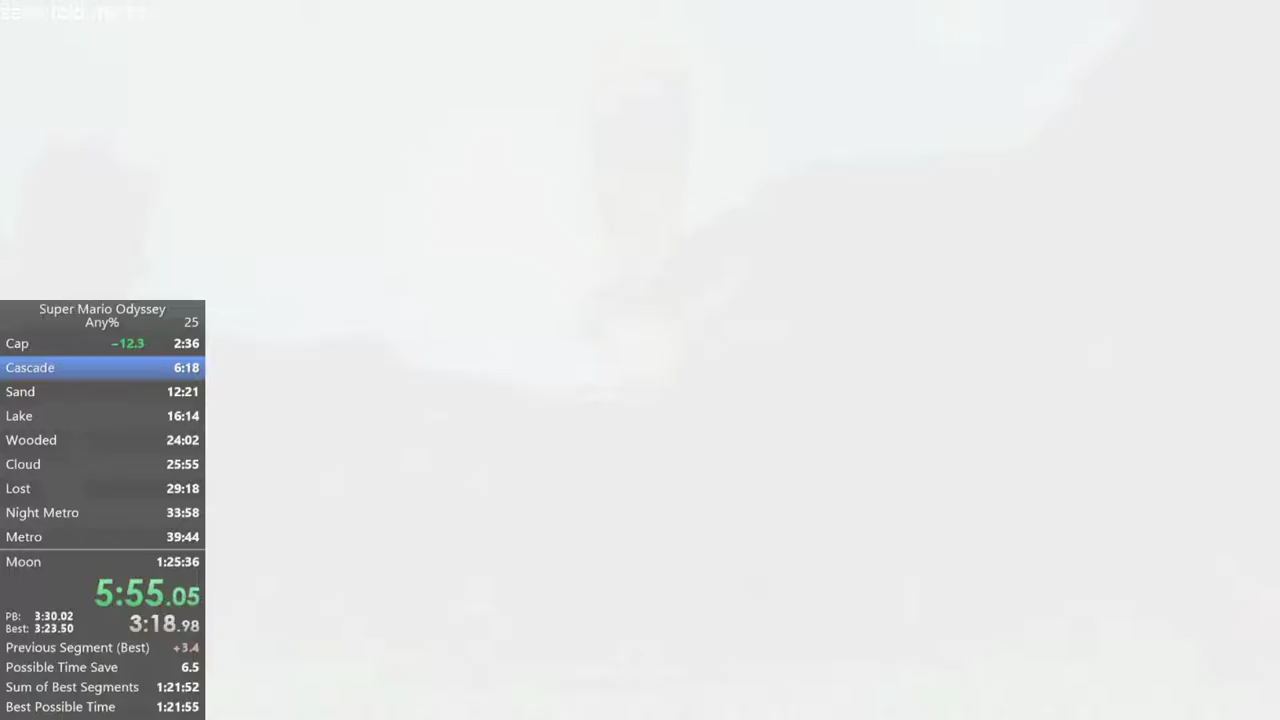 Super Mario Odyssey
Any% 25
Cap −12.3 2:36
Cascade 6:18
Sand 12:21
Lake 16:14
Wooded 24:02
Cloud 25:55
Lost 29:18
Night Metro 33:58
Metro 39:44
Moon 1:25:36
5:55.05
PB: 3:30.02
Best: 3:23.50
3:18.98
Previous Segment (Best) +3.4
Possible Time Save 6.5
Sum of Best Segments 1:21:52
Best Possible Time 1:21:55